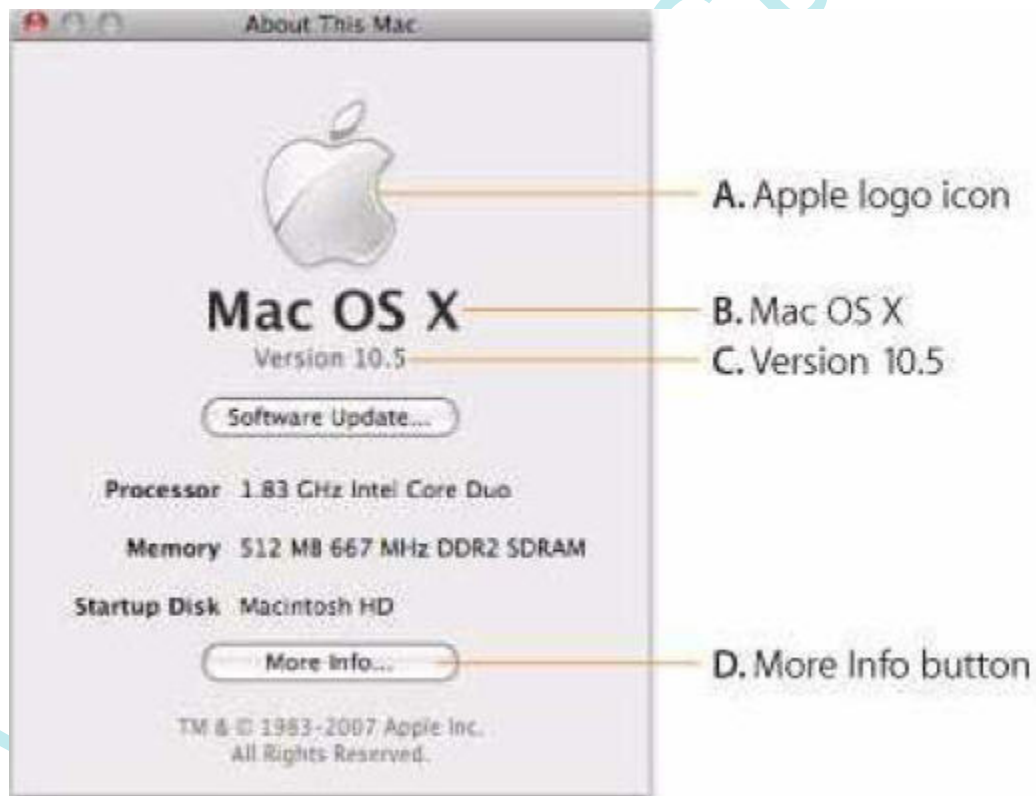 About This Mac
A. Apple logo icon
Mac OS X
B. Mac OS X
Version 10.5
C. Version 10.5
Software Update...
Processor 1.83 GHz Intel Core Duo
Memory 512 MB 667 MHz DDR2 SDRAM
Startup Disk Macintosh HD
More Info...
D. More Info button
TM & © 1983-2007 Apple Inc.
All Rights Reserved.